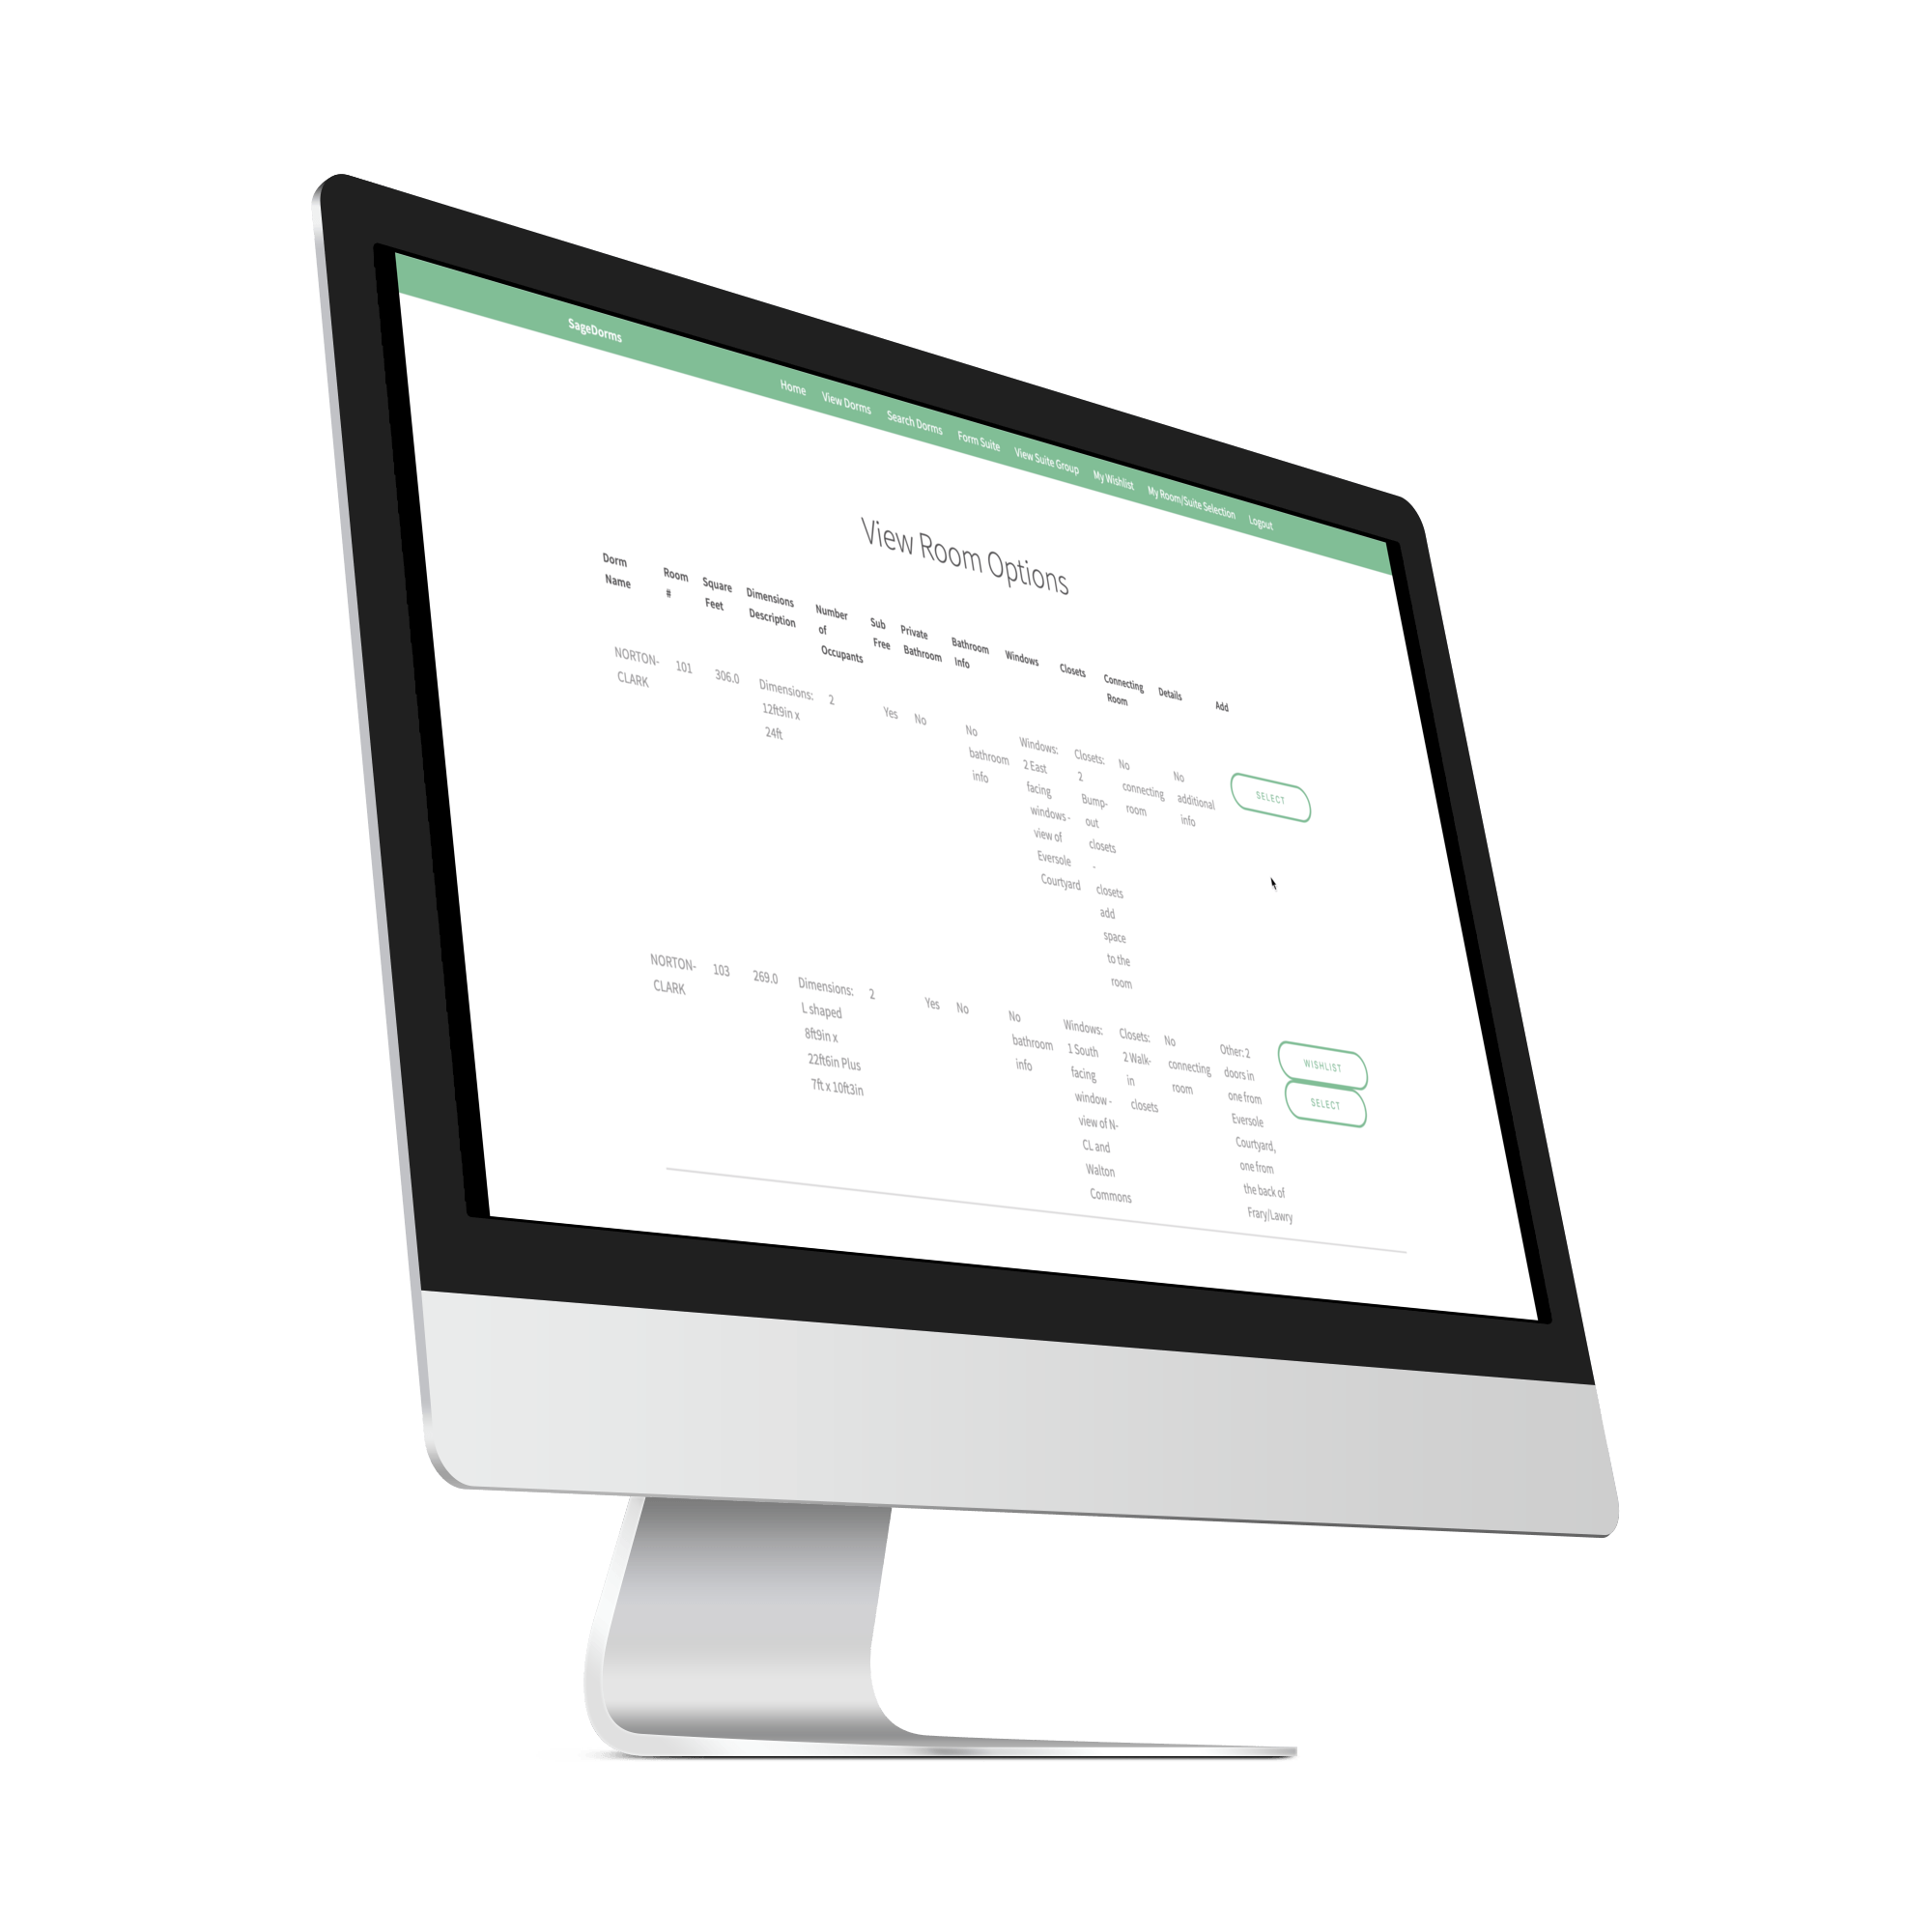 SageDorms
Home View Dorms Search Dorms Form Suite View Suite Group My Wishlist My Room/Suite Selection Logout
View Room Options
Dorm
Name
Room
#
Square
Feet
Dimensions
Description
Number
of
Occupants
Sub
Free
Private
Bathroom
Bathroom
Info
Windows
Closets
Connecting
Room
Details
Add
NORTON-
CLARK
101
306.0
Dimensions:
12ft9in x
24ft
2
Yes
No
No
bathroom
info
Windows:
2 East
facing
windows -
view of
Eversole
Courtyard
Closets:
2
Bump-
out
closets
-
closets
add
space
to the
room
No
connecting
room
No
additional
info
SELECT
NORTON-
CLARK
103
269.0
Dimensions:
L shaped
8ft9in x
22ft6in Plus
7ft x 10ft3in
2
Yes
No
No
bathroom
info
Windows:
1 South
facing
window -
view of N-
CL and
Walton
Commons
Closets:
2 Walk-
in
closets
No
connecting
room
Other: 2
doors in
one from
Eversole
Courtyard,
one from
the back of
Frary/Lawry
WISHLIST
SELECT